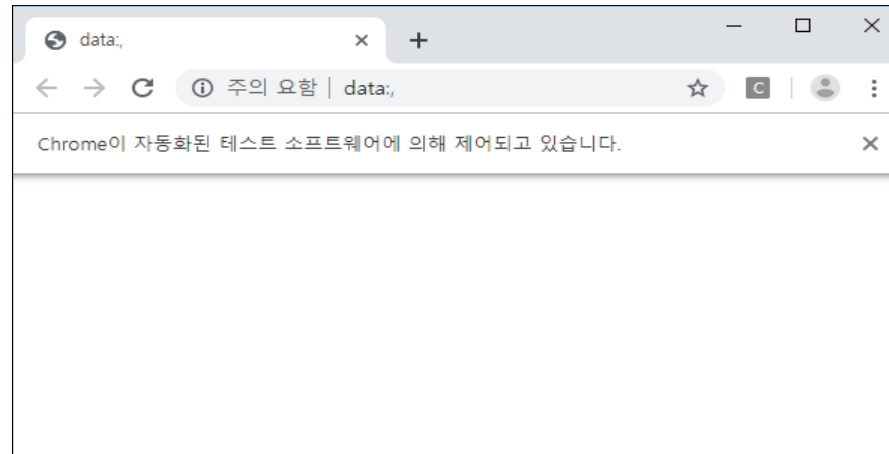 data:,
주의 요함 | data:,
C
Chrome이 자동화된 테스트 소프트웨어에 의해 제어되고 있습니다.